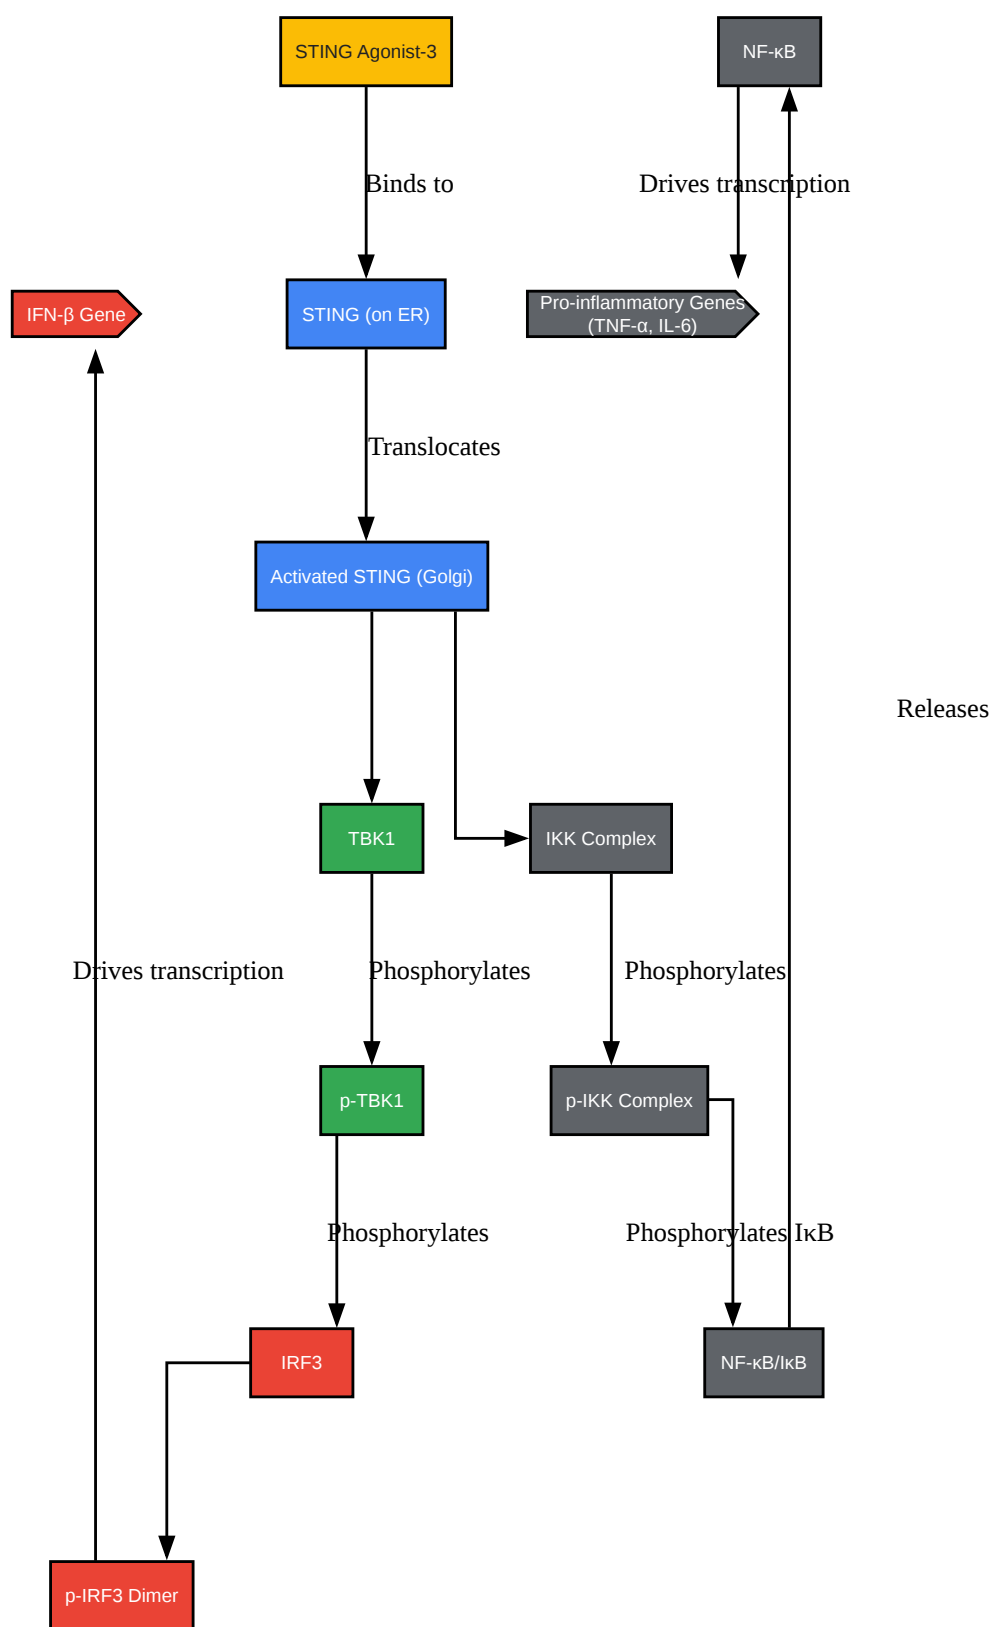 STING Agonist-3
NF-κB
Binds to
Drives transcription
IFN-β Gene
STING (on ER)
Pro-inflammatory Genes
(TNF-α, IL-6)
Translocates
Activated STING (Golgi)
Releases
TBK1
IKK Complex
Drives transcription
Phosphorylates
Phosphorylates
p-TBK1
p-IKK Complex
Phosphorylates
Phosphorylates IκB
IRF3
NF-κB/IκB
p-IRF3 Dimer